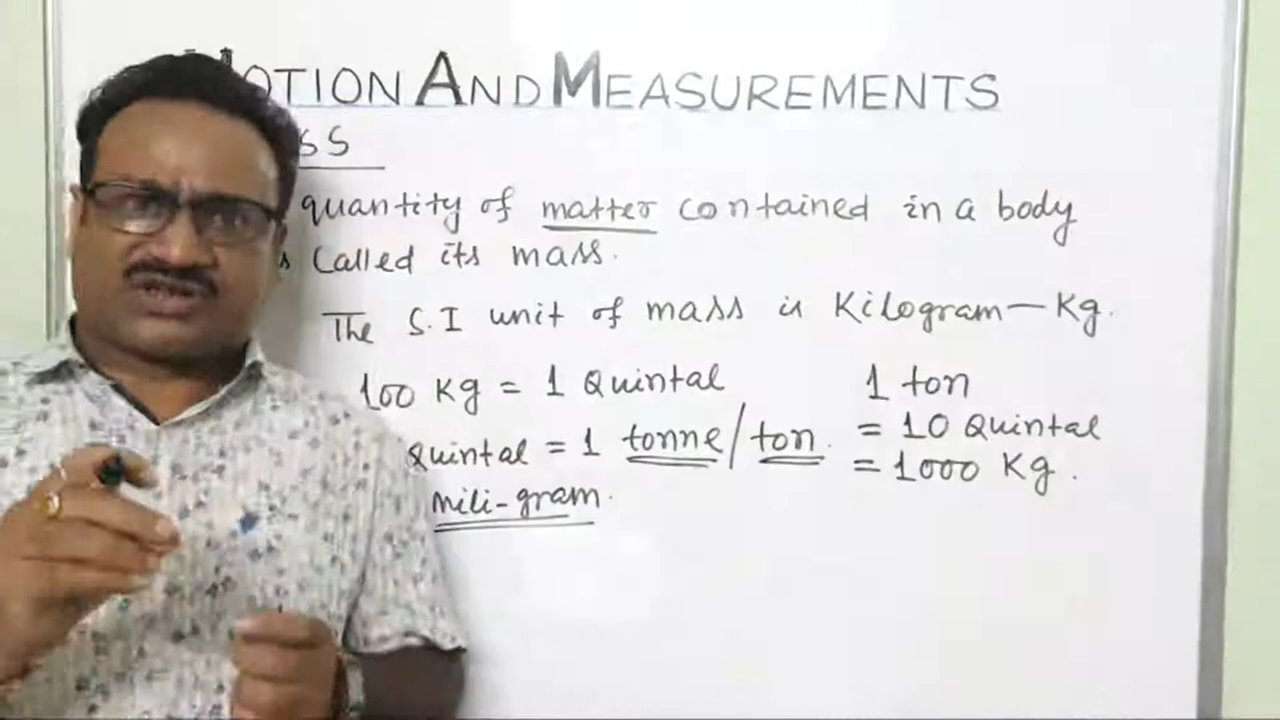 MOTION AND MEASUREMENTS
SS
quantity of matter contained in a body
called its mass.
The S.I unit of mass is Kilogram—Kg.
100 Kg = 1 Quintal
Quintal = 1 tonne/ton.
mili-gram.
1 ton
= 10 Quintal
= 1000 Kg.